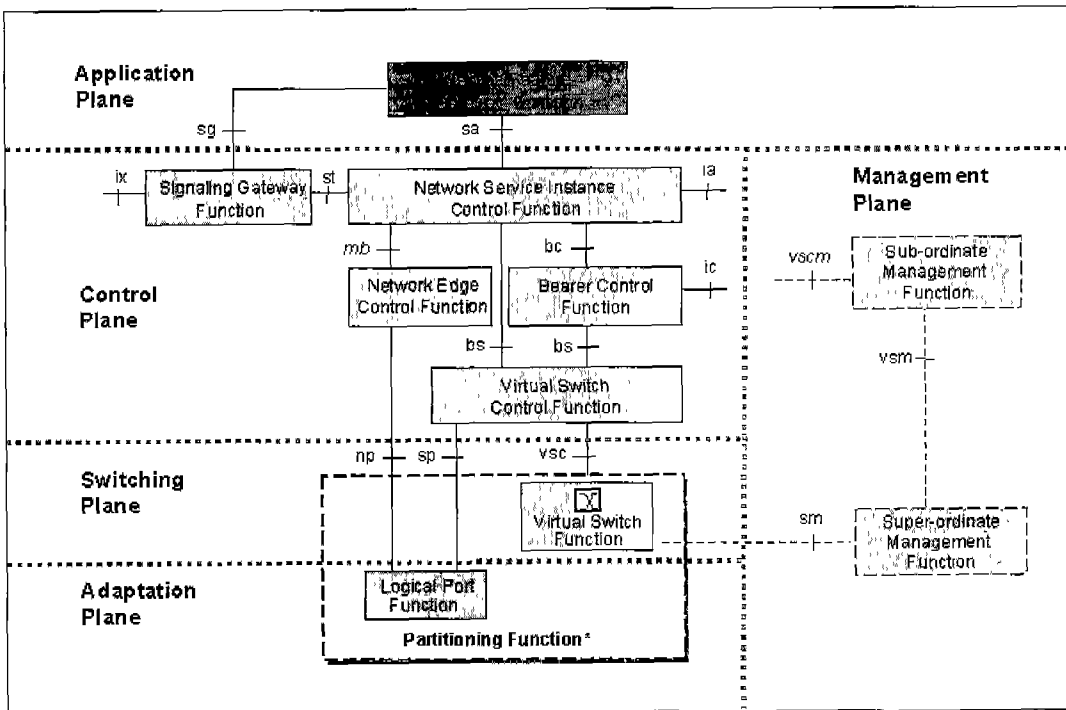 Application
Plane
sg
sa
ix
Signaling Gateway
Function
st
Network Service Instance
Control Function
ia
Management
Plane
mb
bc
vscm
Sub-ordinate
Management
Function
Control
Plane
Network Edge
Control Function
Bearer Control
Function
ic
bs
bs
vsm
Virtual Switch
Control Function
np
sp
vsc
Switching
Plane
Virtual Switch
Function
sm
Super-ordinate
Management
Function
Adaptation
Plane
Logical Port
Function
Partitioning Function*